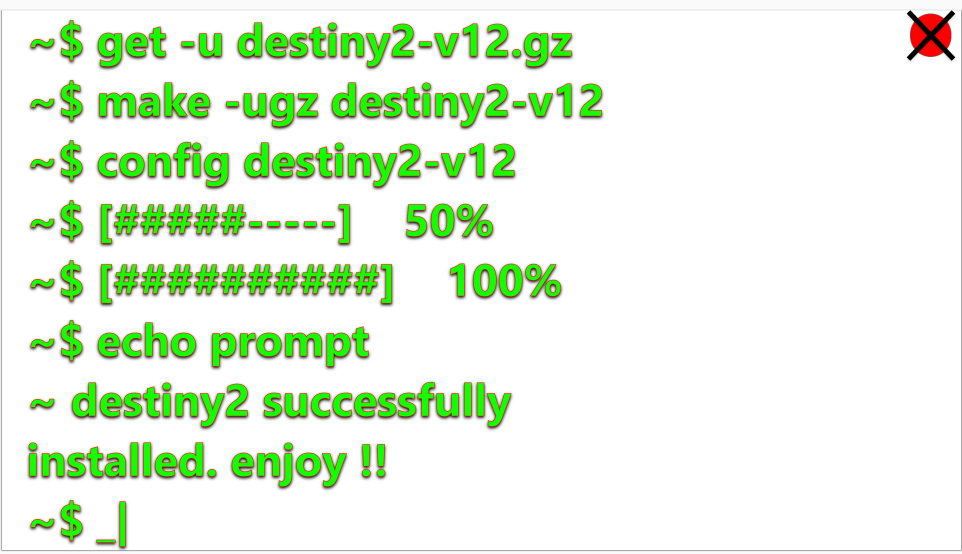 ~$ get -u destiny2-v12.gz
~$ make -ugz destiny2-v12
~$ config destiny2-v12
~$ [#####-----]    50%
~$ [##########]    100%
~$ echo prompt
~ destiny2 successfully
installed. enjoy !!
~$ _|